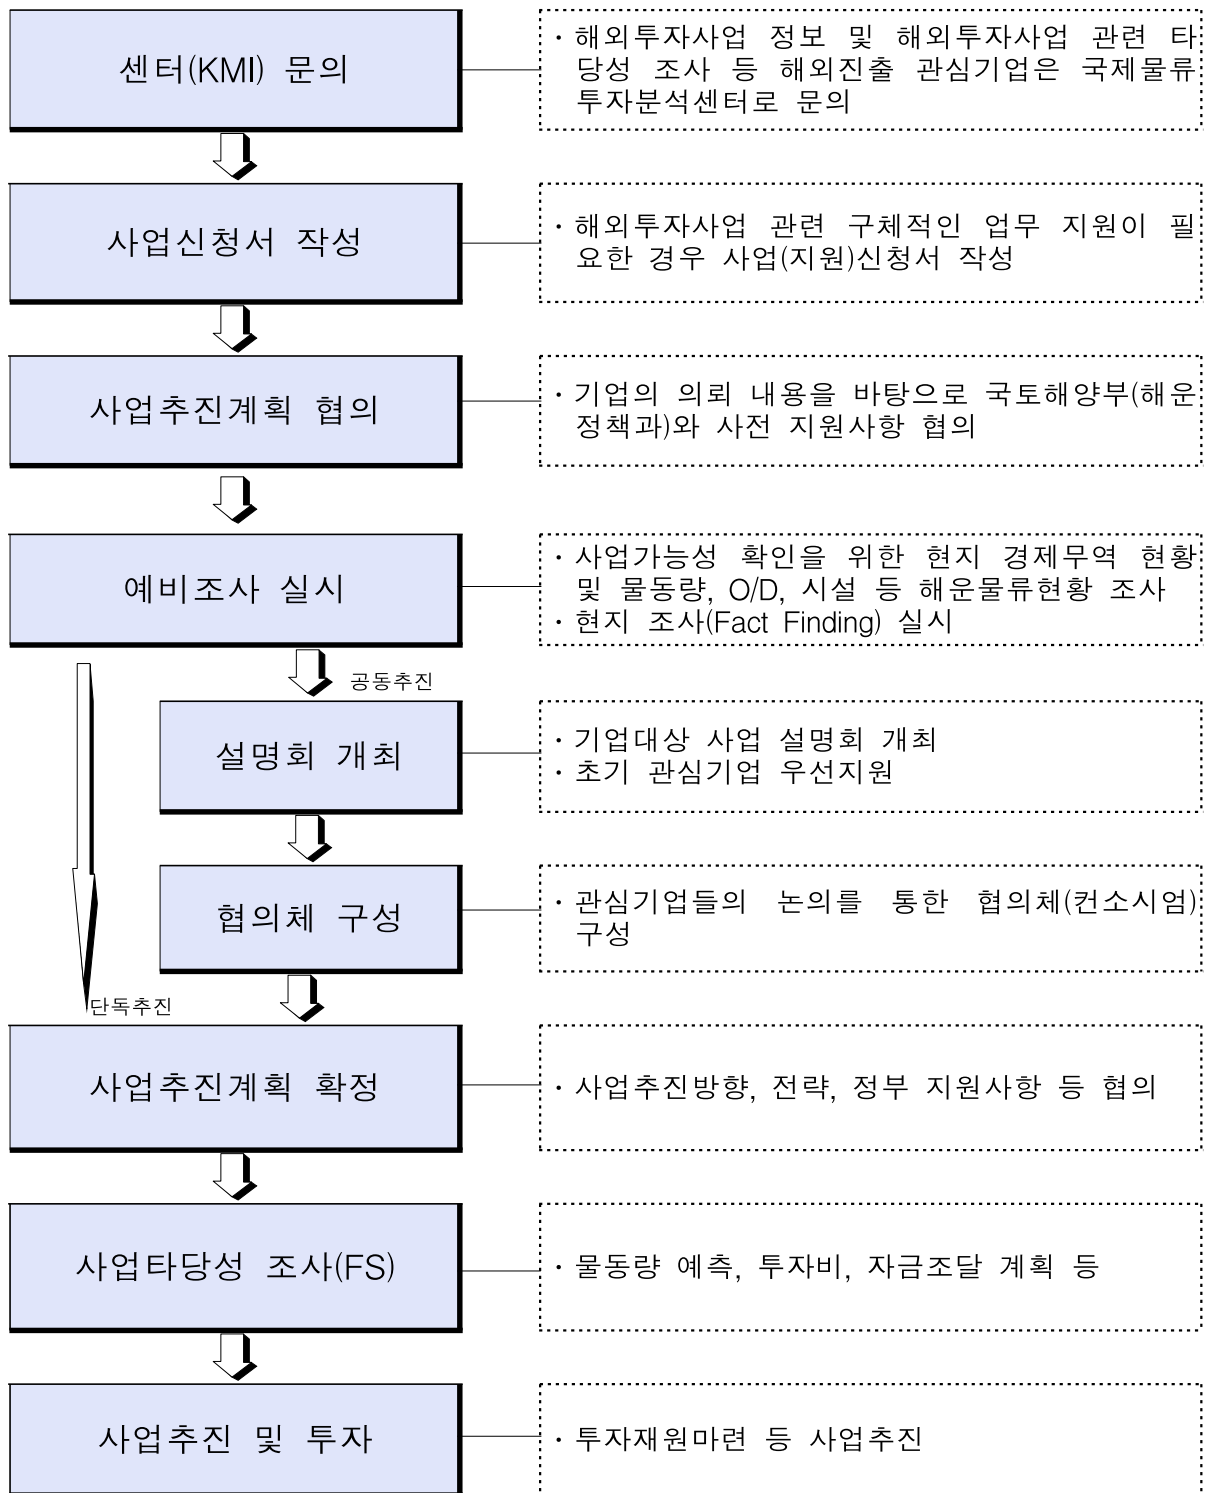 센터(KMI) 문의
· 해외투자사업 정보 및 해외투자사업 관련 타
당성 조사 등 해외진출 관심기업은 국제물류
투자분석센터로 문의
사업신청서 작성
· 해외투자사업 관련 구체적인 업무 지원이 필
요한 경우 사업(지원)신청서 작성
사업추진계획 협의
· 기업의 의뢰 내용을 바탕으로 국토해양부(해운
정책과)와 사전 지원사항 협의
예비조사 실시
· 사업가능성 확인을 위한 현지 경제무역 현황
및 물동량, O/D, 시설 등 해운물류현황 조사
· 현지 조사(Fact Finding) 실시
공동추진
설명회 개최
· 기업대상 사업 설명회 개최
· 초기 관심기업 우선지원
협의체 구성
· 관심기업들의 논의를 통한 협의체(컨소시엄)
구성
단독추진
사업추진계획 확정
· 사업추진방향, 전략, 정부 지원사항 등 협의
사업타당성 조사(FS)
· 물동량 예측, 투자비, 자금조달 계획 등
사업추진 및 투자
· 투자재원마련 등 사업추진